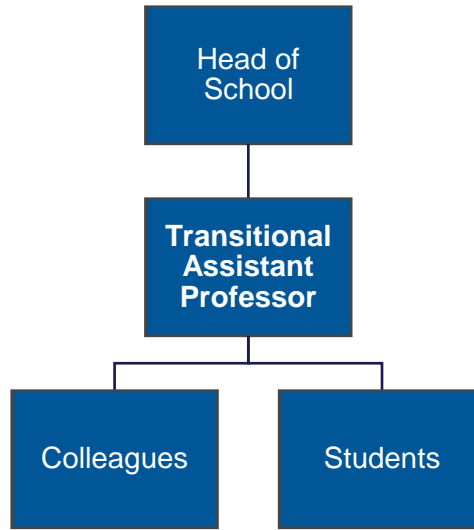 Head of
School
Transitional
Assistant
Professor
Colleagues
Students